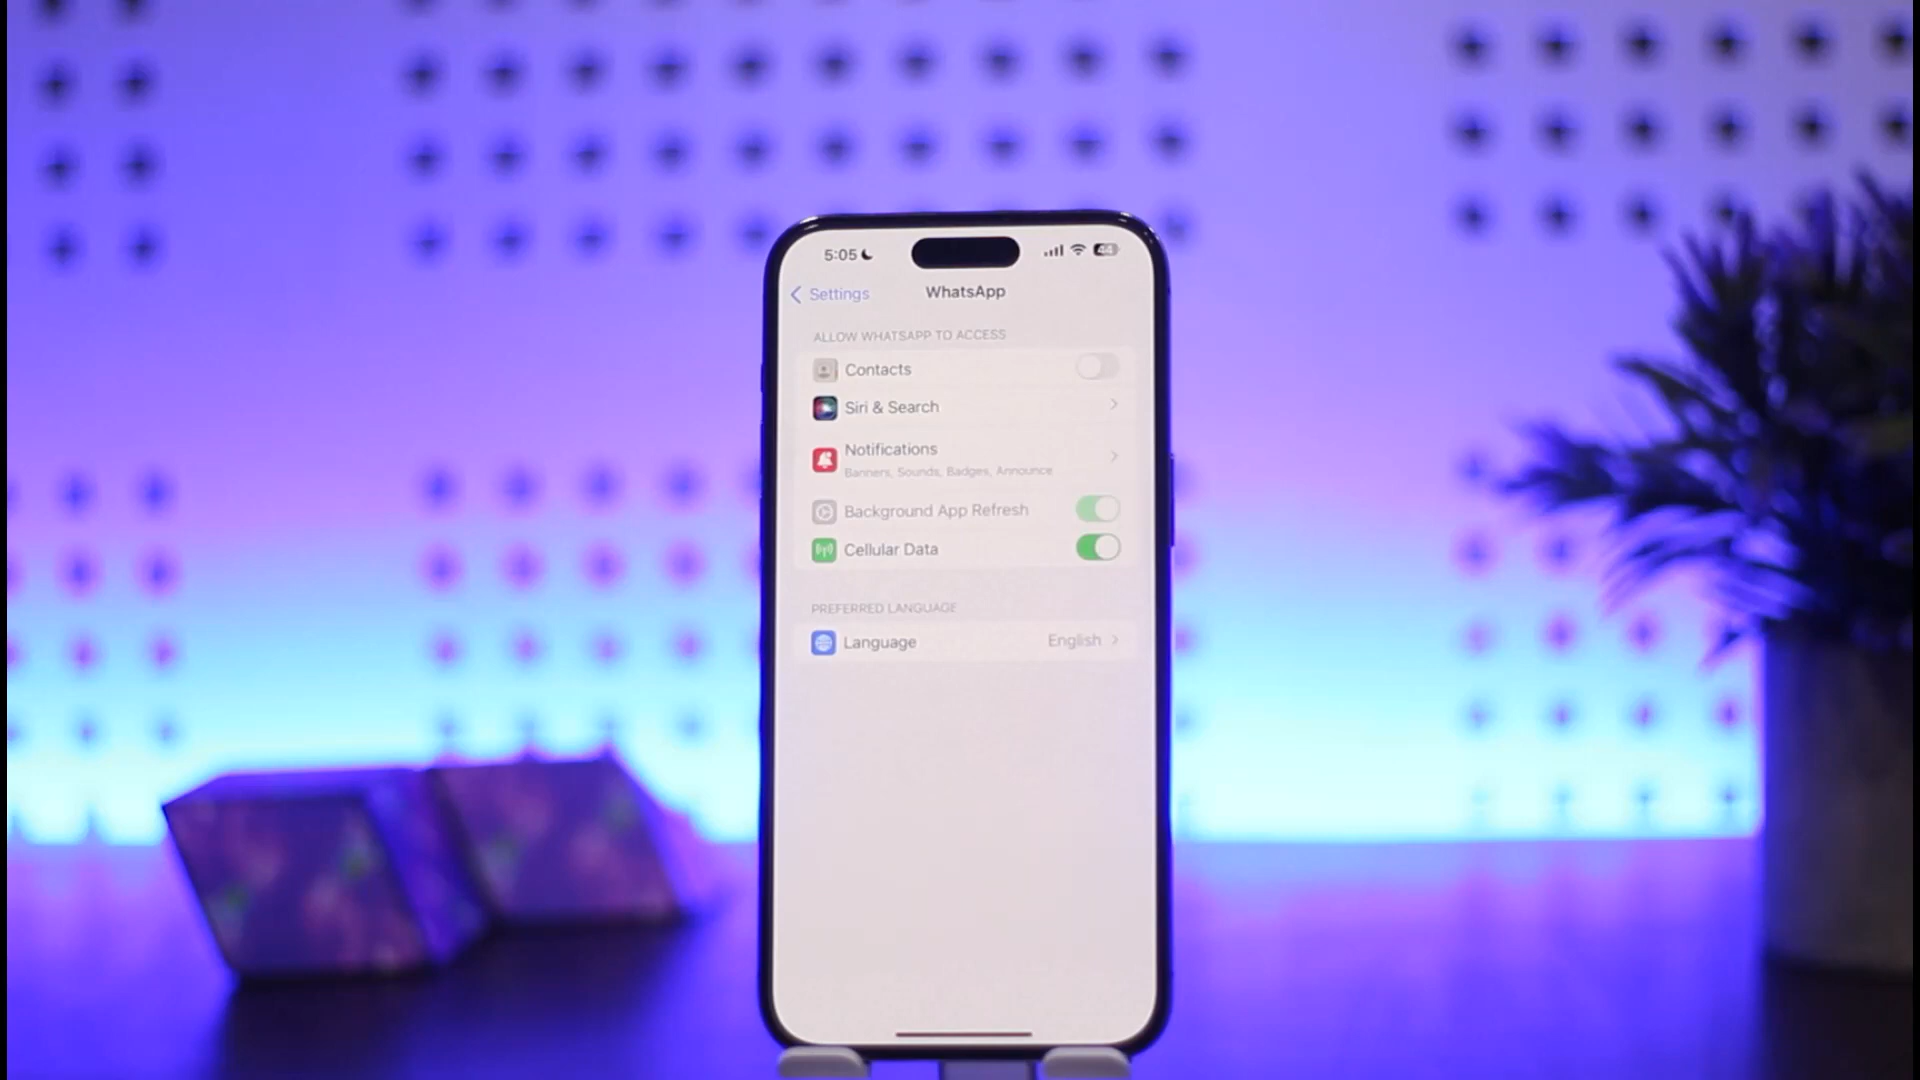 5:05
44
Settings
WhatsApp
ALLOW WHATSAPP TO ACCESS
Contacts
Siri & Search
Notifications
Banners, Sounds, Badges, Announce
Background App Refresh
Cellular Data
PREFERRED LANGUAGE
Language
English